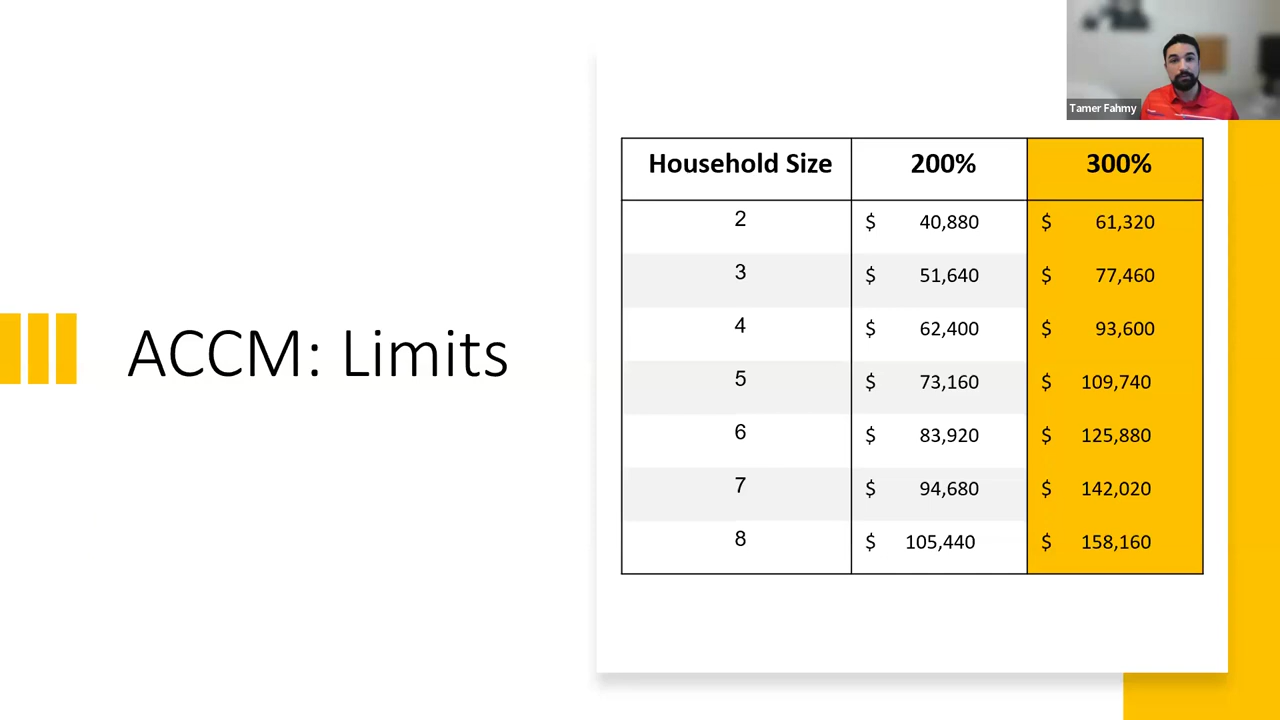 Tamer Fahmy
ACCM: Limits
Household Size 200% 300%
2 $ 40,880 $ 61,320
3 $ 51,640 $ 77,460
4 $ 62,400 $ 93,600
5 $ 73,160 $ 109,740
6 $ 83,920 $ 125,880
7 $ 94,680 $ 142,020
8 $ 105,440 $ 158,160